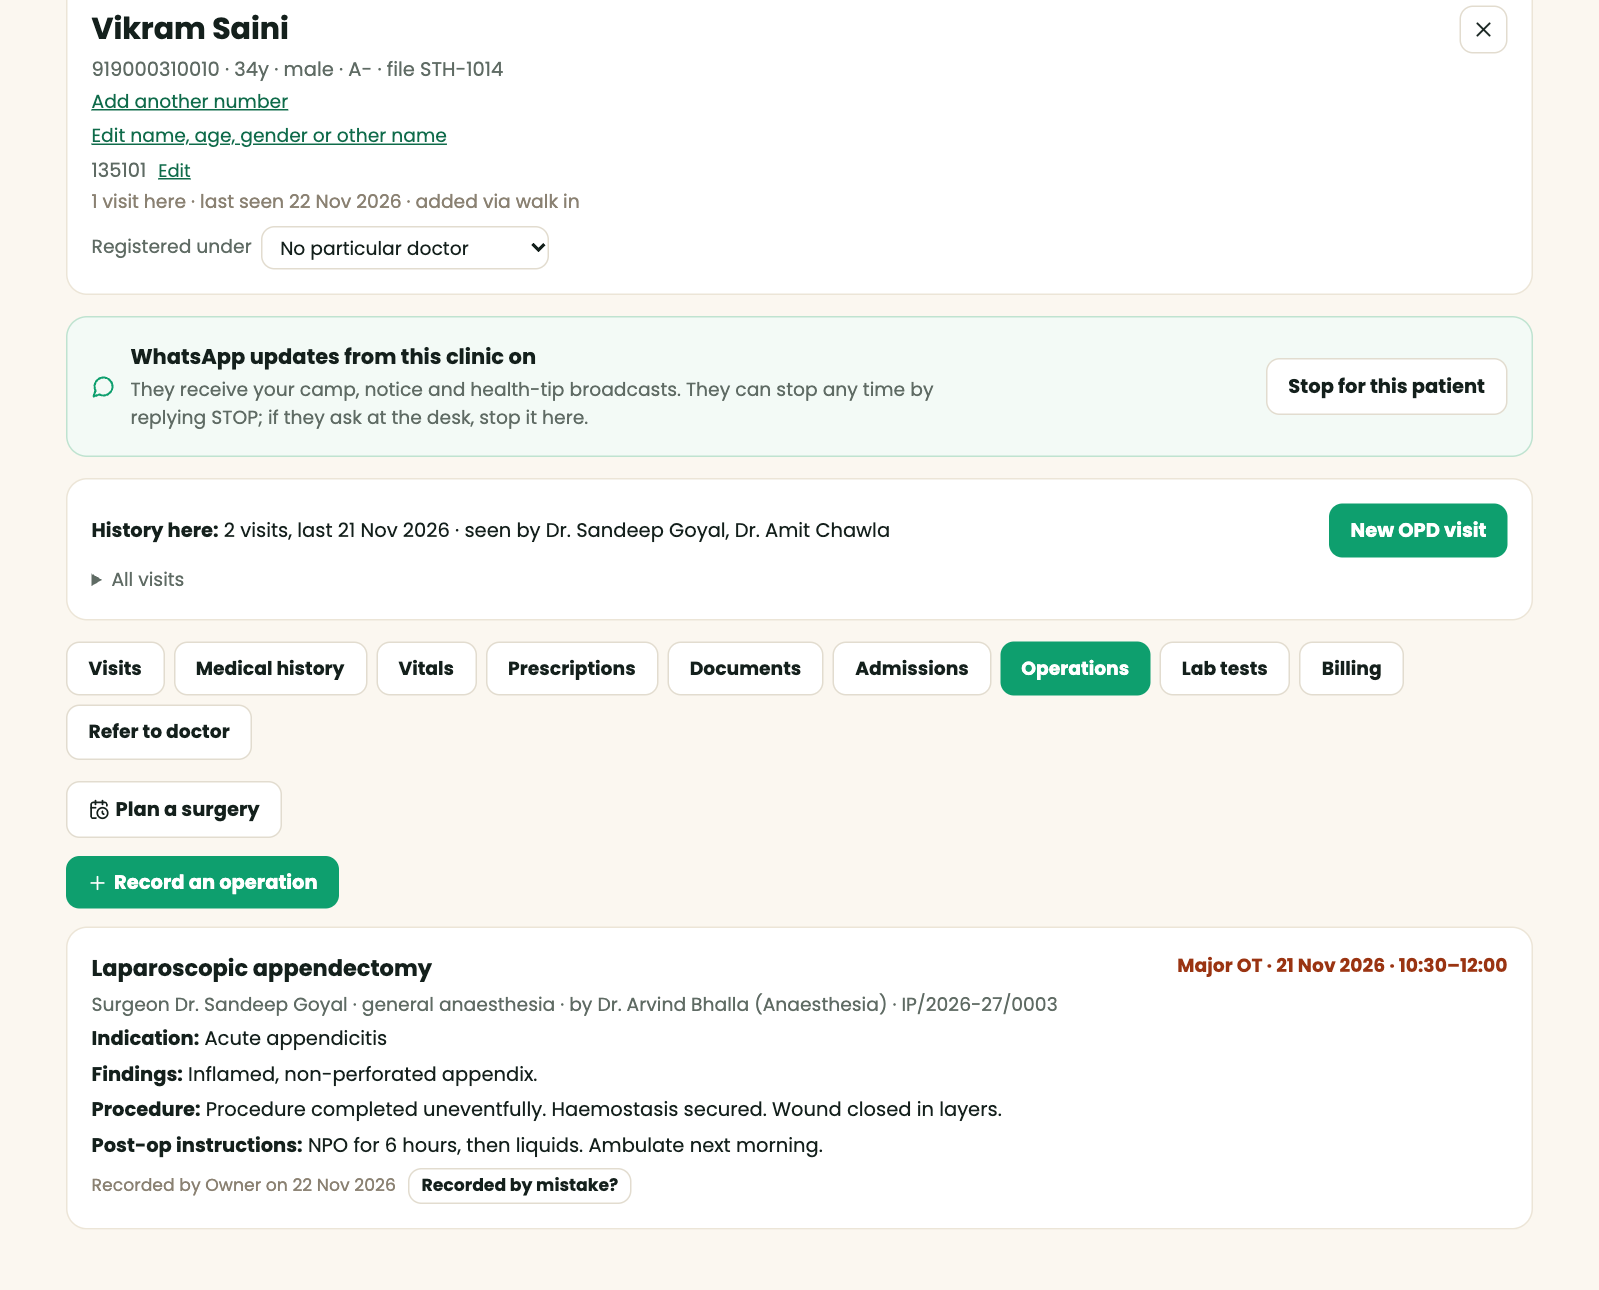 Vikram Saini
919000310010 · 34y · male · A- · file STH-1014
Add another number
Edit name, age, gender or other name
135101 Edit
1 visit here · last seen 22 Nov 2026 · added via walk in
Registered under No particular doctor
WhatsApp updates from this clinic on
They receive your camp, notice and health-tip broadcasts. They can stop any time by
replying STOP; if they ask at the desk, stop it here.
Stop for this patient
History here: 2 visits, last 21 Nov 2026 · seen by Dr. Sandeep Goyal, Dr. Amit Chawla
New OPD visit
All visits
Visits Medical history Vitals Prescriptions Documents Admissions Operations Lab tests Billing
Refer to doctor
Plan a surgery
+ Record an operation
Laparoscopic appendectomy
Major OT · 21 Nov 2026 · 10:30–12:00
Surgeon Dr. Sandeep Goyal · general anaesthesia · by Dr. Arvind Bhalla (Anaesthesia) · IP/2026-27/0003
Indication: Acute appendicitis
Findings: Inflamed, non-perforated appendix.
Procedure: Procedure completed uneventfully. Haemostasis secured. Wound closed in layers.
Post-op instructions: NPO for 6 hours, then liquids. Ambulate next morning.
Recorded by Owner on 22 Nov 2026 Recorded by mistake?